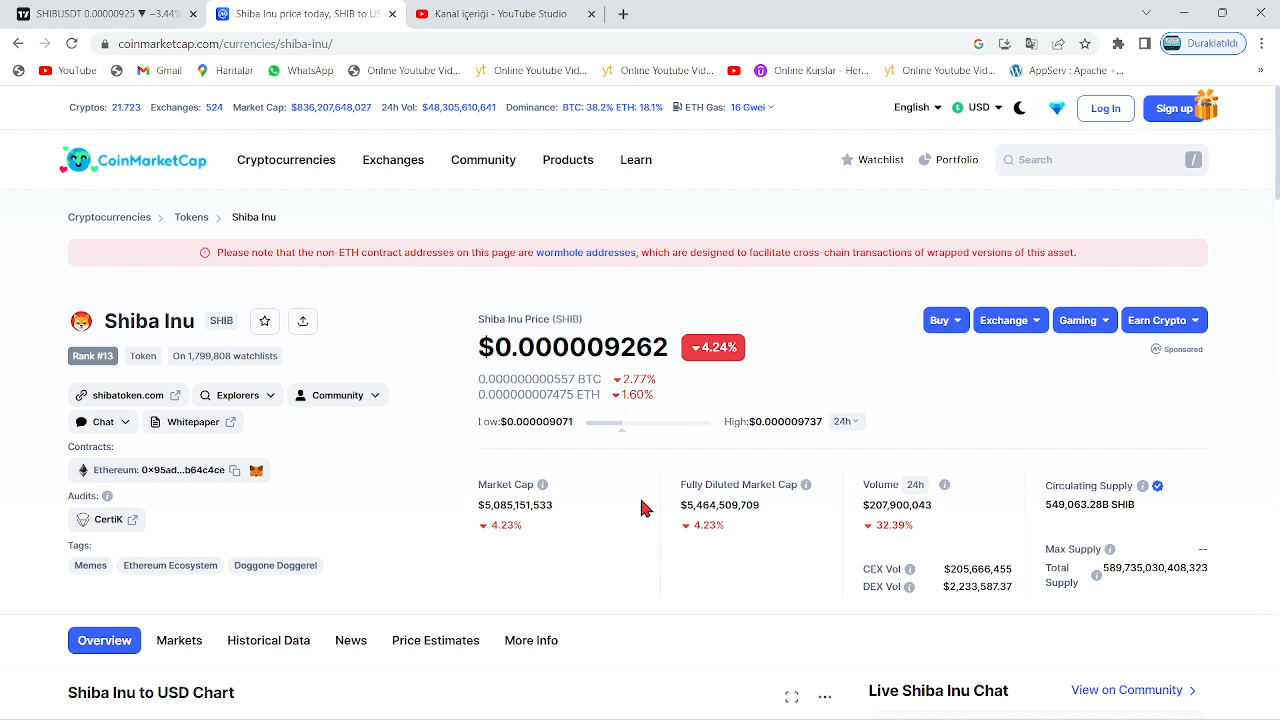 SHIBUSDT 0.00000925 ▼ −3.44%
Shiba Inu price today, SHIB to US
Kanal içeriği - YouTube Studio
coinmarketcap.com/currencies/shiba-inu/
Duraklatıldı
YouTube
Gmail
Haritalar
WhatsApp
Online Youtube Vid...
Online Youtube Vid...
Online Youtube Vid...
Online Kurslar - Her...
Online Youtube Vid...
AppServ : Apache +...
Cryptos: 21.723 Exchanges: 524 Market Cap: $836,207,648,027 24h Vol: $48,305,610,641 Dominance: BTC: 38.2% ETH: 18.1% ETH Gas: 16 Gwei
English USD Log In Sign up
CoinMarketCap Cryptocurrencies Exchanges Community Products Learn
Watchlist Portfolio Search /
Cryptocurrencies > Tokens > Shiba Inu
Please note that the non-ETH contract addresses on this page are wormhole addresses, which are designed to facilitate cross-chain transactions of wrapped versions of this asset.
Shiba Inu SHIB
Rank #13 Token On 1,799,808 watchlists
shibatoken.com Explorers Community
Chat Whitepaper
Contracts:
Ethereum: 0x95ad...b64c4ce
Audits:
CertiK
Tags:
Memes Ethereum Ecosystem Doggone Doggerel
Shiba Inu Price (SHIB)
$0.000009262 4.24%
0.000000000557 BTC 2.77%
0.000000007475 ETH 1.60%
Low:$0.000009071 High:$0.000009737 24h
Buy Exchange Gaming Earn Crypto
Sponsored
Market Cap
$5,085,151,533
4.23%
Fully Diluted Market Cap
$5,464,509,709
4.23%
Volume 24h
$207,900,043
32.39%
CEX Vol $205,666,455
DEX Vol $2,233,587.37
Circulating Supply
549,063.28B SHIB
Max Supply --
Total Supply 589,735,030,408,323
Overview Markets Historical Data News Price Estimates More Info
Shiba Inu to USD Chart
Live Shiba Inu Chat View on Community >